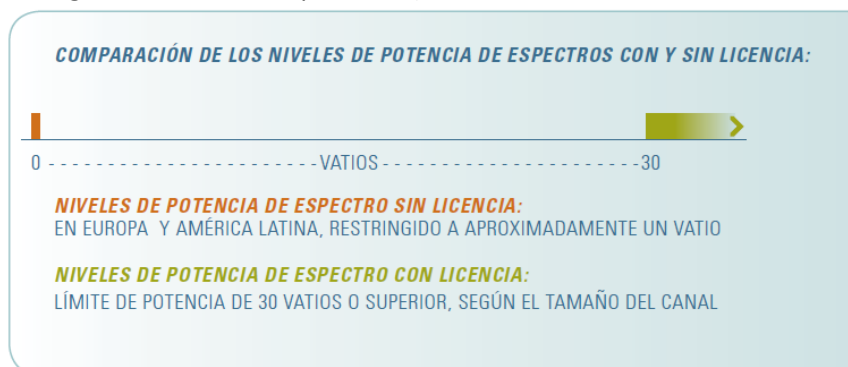 COMPARACIÓN DE LOS NIVELES DE POTENCIA DE ESPECTROS CON Y SIN LICENCIA:
0 - - - - - - - - - - - - - - - - - - - - - - - VATIOS - - - - - - - - - - - - - - - - - - - - - - 30
NIVELES DE POTENCIA DE ESPECTRO SIN LICENCIA:
EN EUROPA Y AMÉRICA LATINA, RESTRINGIDO A APROXIMADAMENTE UN VATIO
NIVELES DE POTENCIA DE ESPECTRO CON LICENCIA:
LÍMITE DE POTENCIA DE 30 VATIOS O SUPERIOR, SEGÚN EL TAMAÑO DEL CANAL